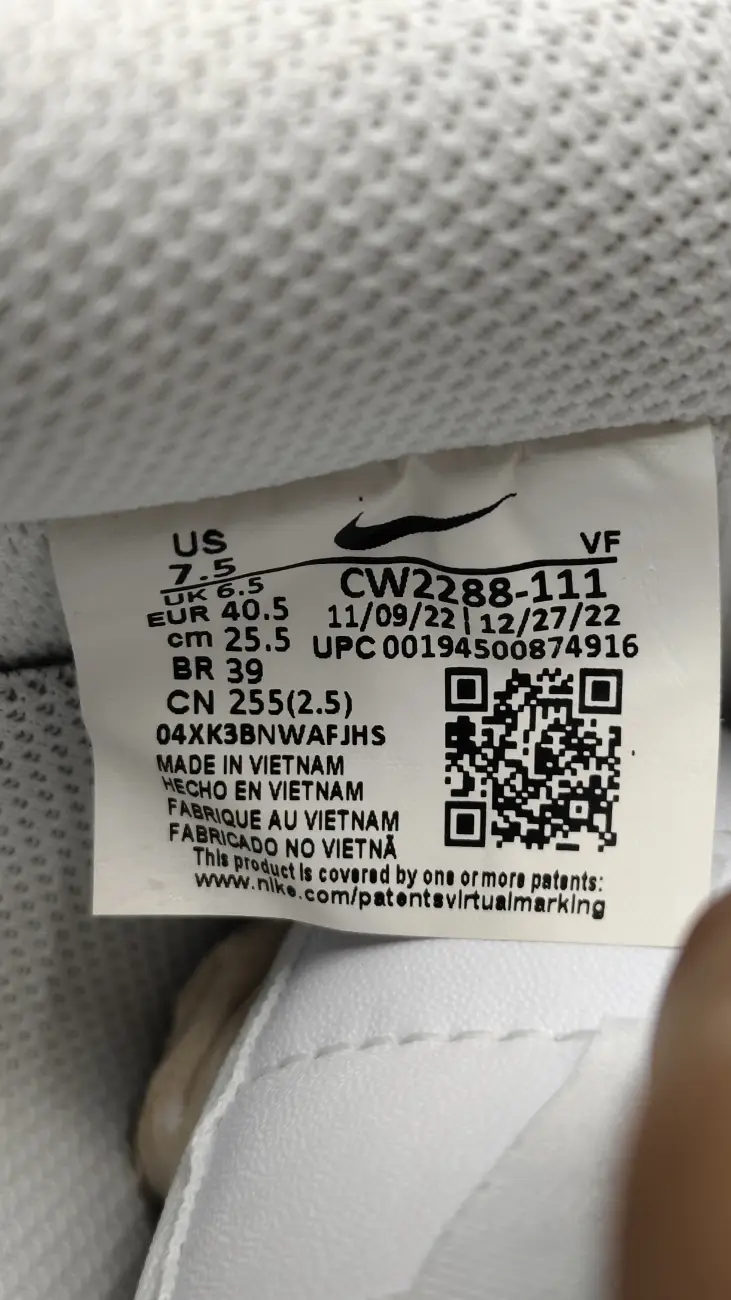 US
7.5
UK 6.5
EUR 40.5
cm 25.5
BR 39
CN 255(2.5)
VF
CW2288-111
11/09/22 | 12/27/22
UPC 00194500874916
04XK3BNWAFJHS
MADE IN VIETNAM
HECHO EN VIETNAM
FABRIQUE AU VIETNAM
FABRICADO NO VIETNÃ
This product is covered by one or more patents:
www.nike.com/patentsvirtualmarking